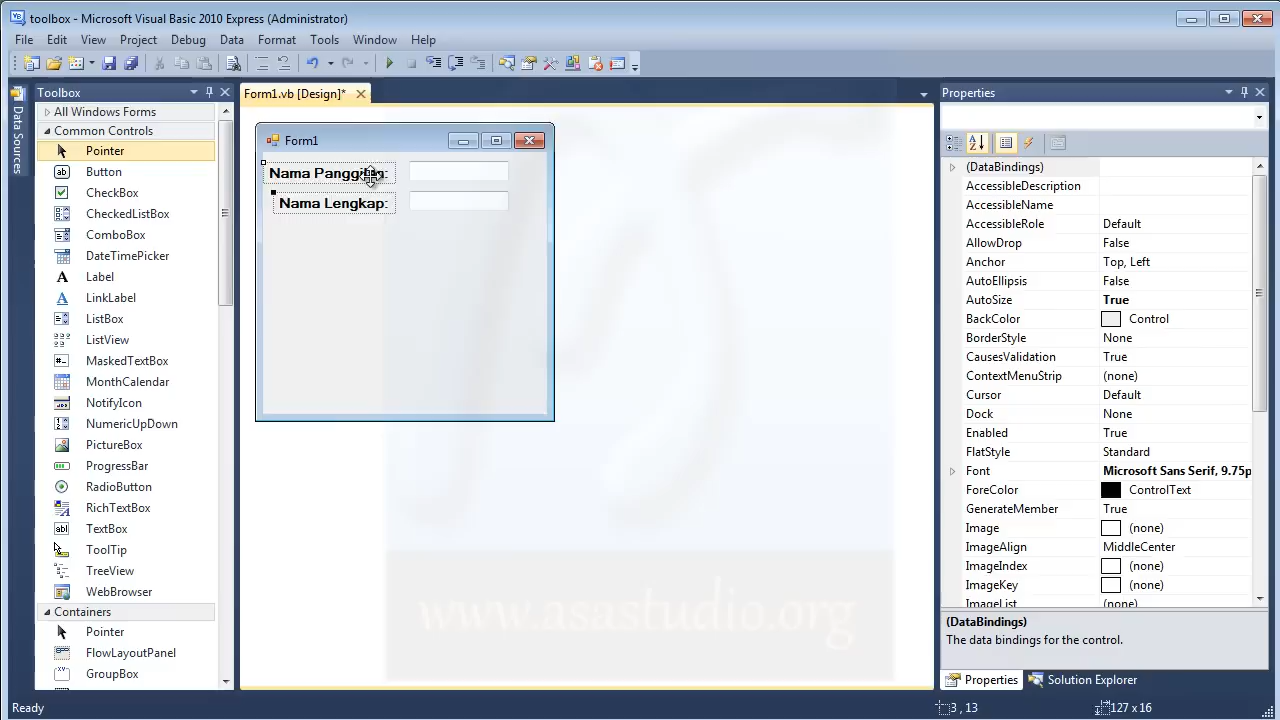 toolbox - Microsoft Visual Basic 2010 Express (Administrator)
File Edit View Project Debug Data Format Tools Window Help
Data Sources
Toolbox
All Windows Forms
Common Controls
Pointer
Button
CheckBox
CheckedListBox
ComboBox
DateTimePicker
Label
LinkLabel
ListBox
ListView
MaskedTextBox
MonthCalendar
NotifyIcon
NumericUpDown
PictureBox
ProgressBar
RadioButton
RichTextBox
TextBox
ToolTip
TreeView
WebBrowser
Containers
Pointer
FlowLayoutPanel
GroupBox
Form1.vb [Design]*
Form1
Nama Panggilan:
Nama Lengkap:
Properties
(DataBindings)
AccessibleDescription
AccessibleName
AccessibleRole Default
AllowDrop False
Anchor Top, Left
AutoEllipsis False
AutoSize True
BackColor Control
BorderStyle None
CausesValidation True
ContextMenuStrip (none)
Cursor Default
Dock None
Enabled True
FlatStyle Standard
Font Microsoft Sans Serif, 9.75p
ForeColor ControlText
GenerateMember True
Image (none)
ImageAlign MiddleCenter
ImageIndex (none)
ImageKey (none)
ImageList (none)
(DataBindings)
The data bindings for the control.
Properties Solution Explorer
Ready 3 , 13 127 x 16